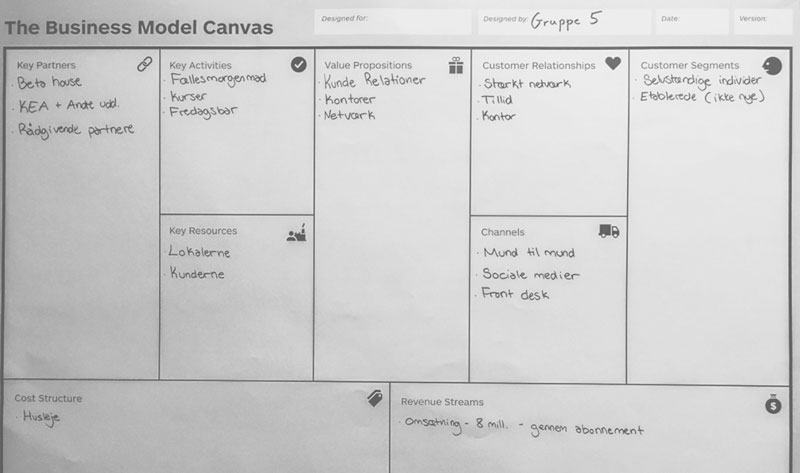 The Business Model Canvas
Designed for:
Designed by: Gruppe 5
Date:
Version:
Key Partners
· Beta house
· KEA + Andre udd.
· Rådgivende partnere
Key Activities
· Fællesmorgenmad
· Kurser
· Fredagsbar
Key Resources
· Lokalerne
· Kunderne
Value Propositions
· Kunde Relationer
· Kontorer
· Netværk
Customer Relationships
· Stærkt netværk
· Tillid
· Kontor
Channels
· Mund til mund
· Sociale medier
· Front desk
Customer Segments
· Selvstændige individer
· Etablerede (ikke nye)
Cost Structure
· Husleje
Revenue Streams
· Omsætning - 8 mill. - gennem abonnement